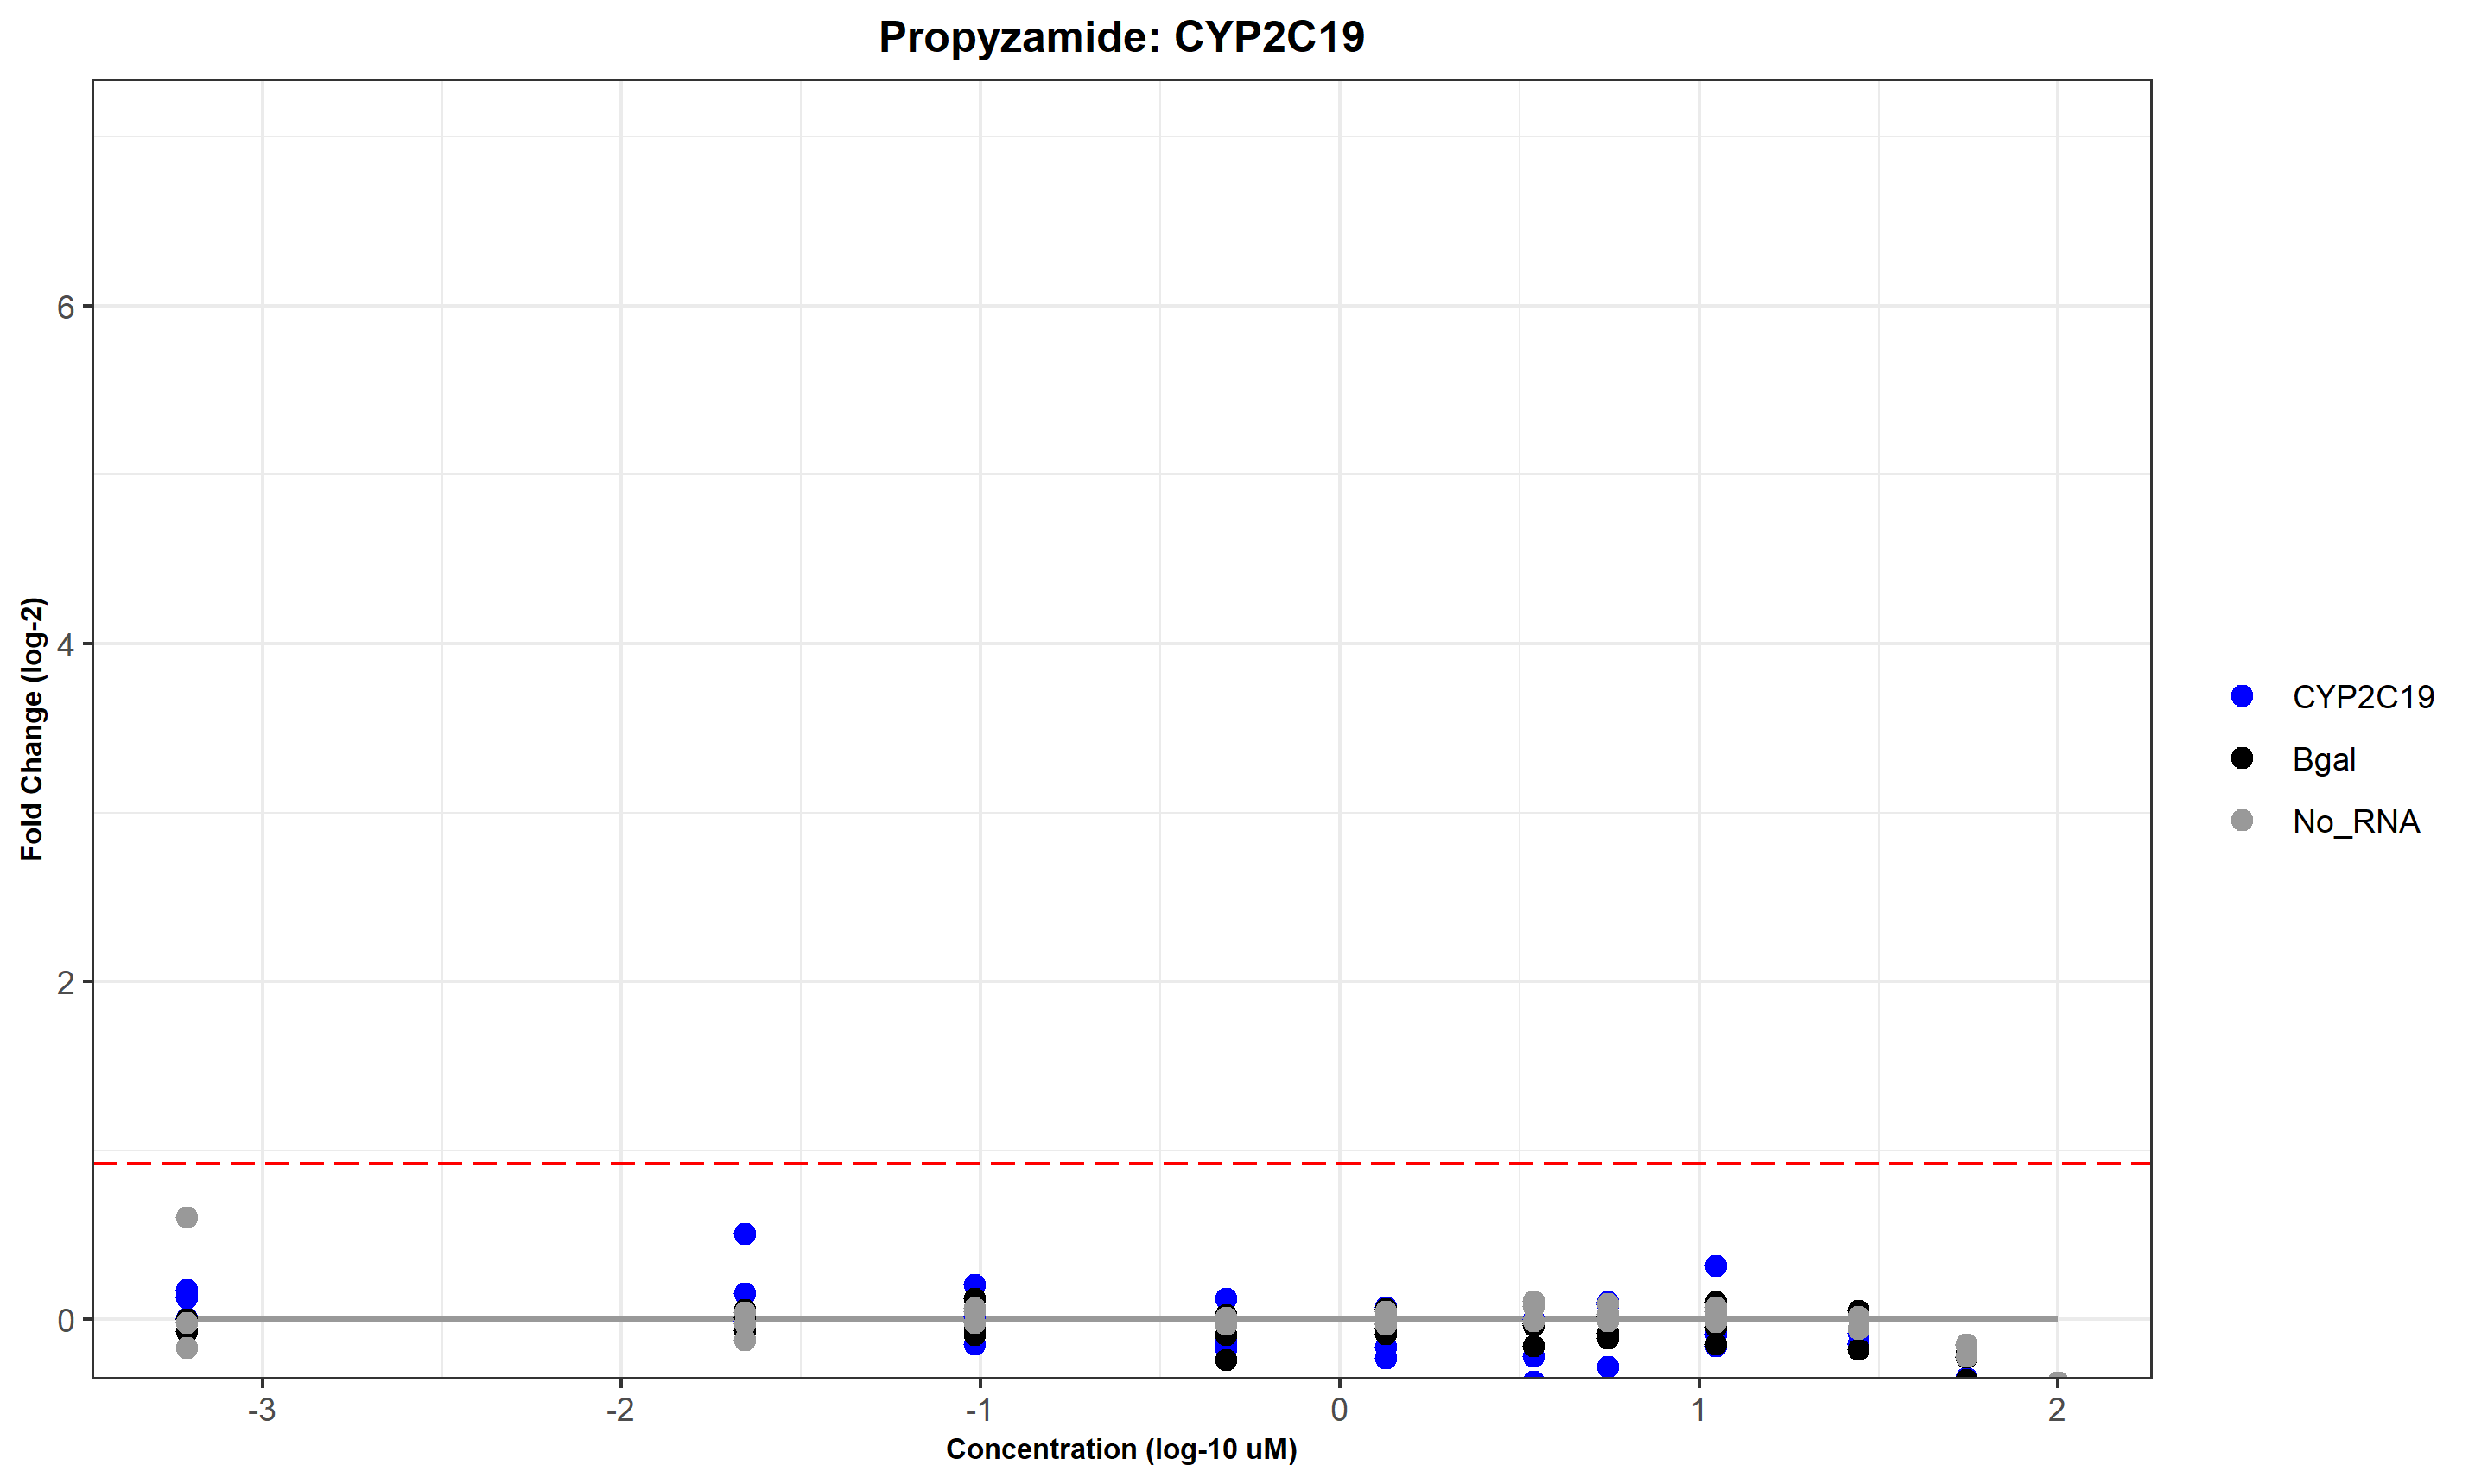 Propyzamide: CYP2C19
Fold Change (log-2)
6
4
2
0
-3
-2
-1
0
1
2
Concentration (log-10 uM)
CYP2C19
Bgal
No_RNA